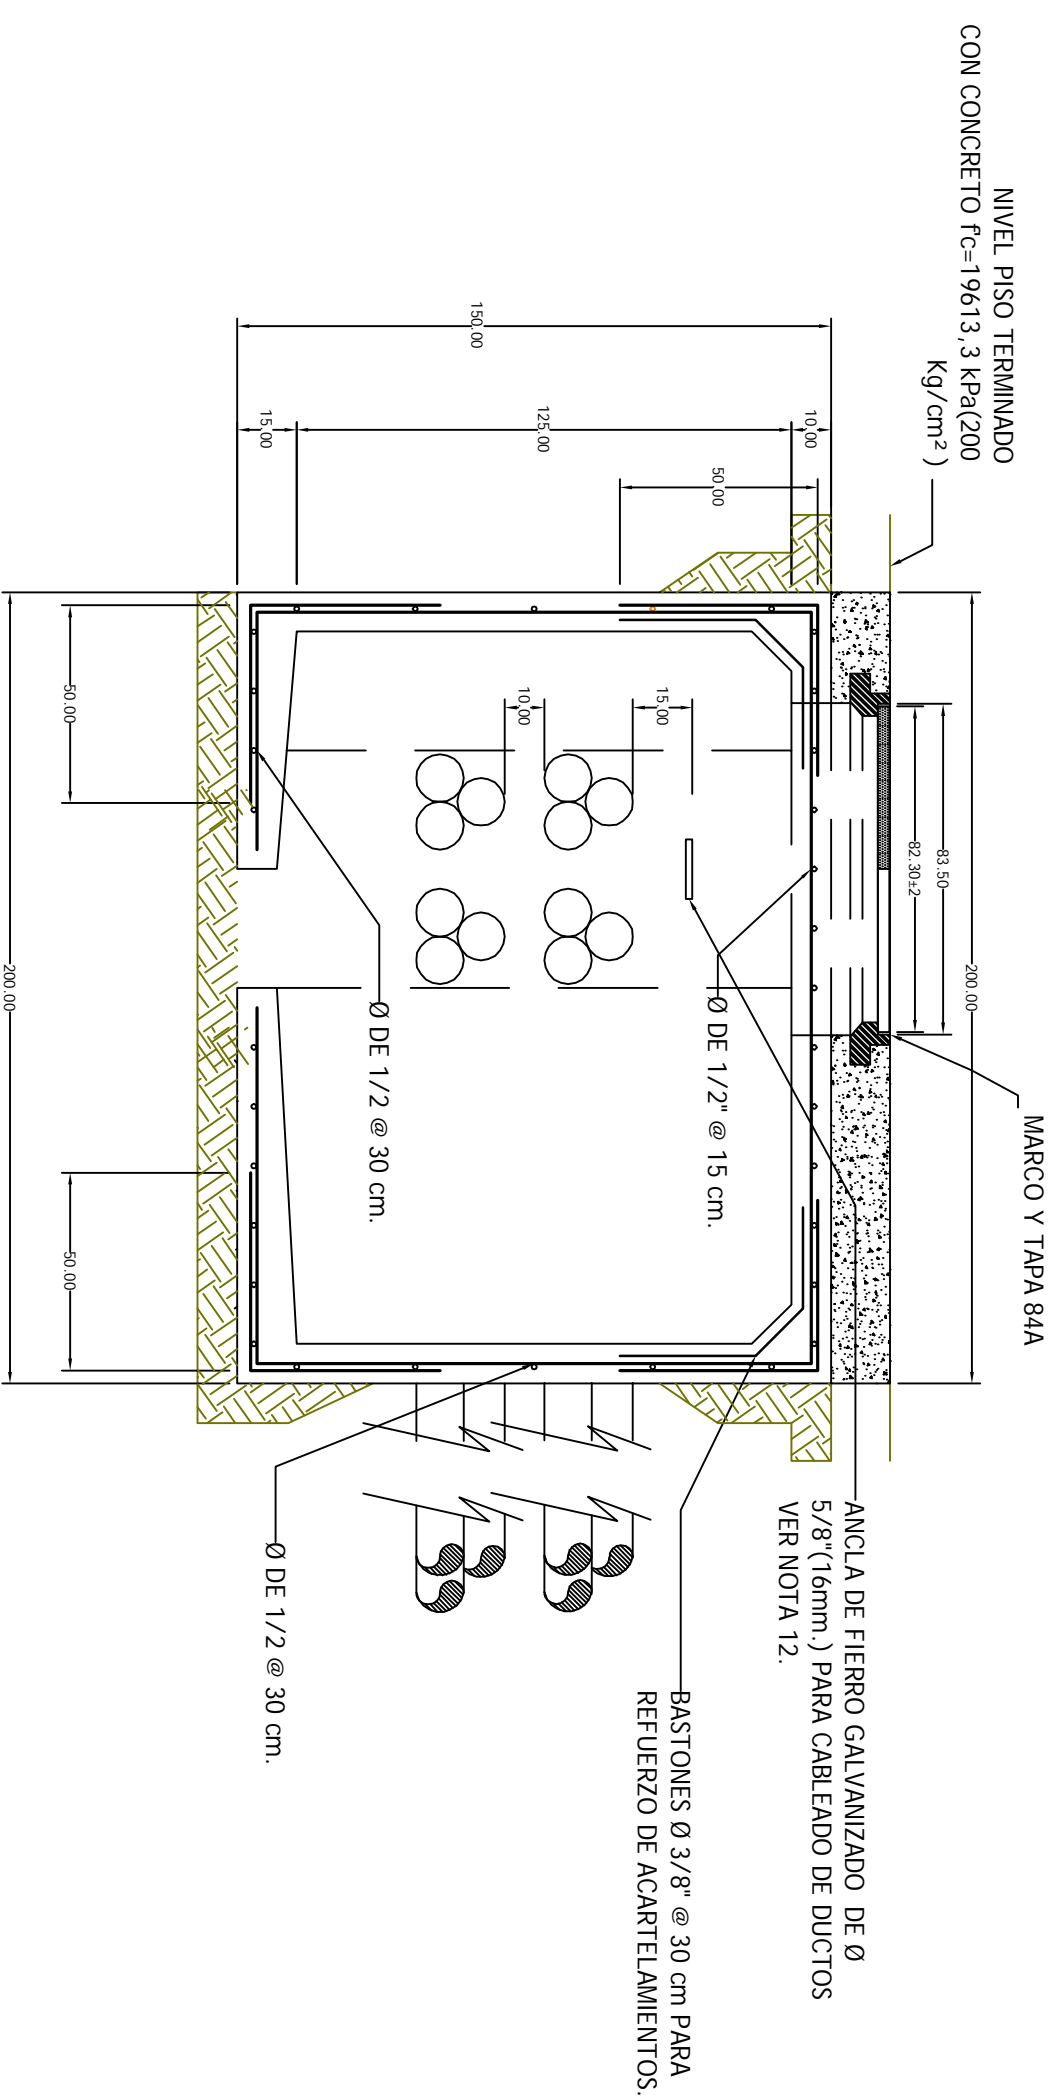 NIVEL PISO TERMINADO
CON CONCRETO f'c=19613,3 kPa(200
Kg/cm² )
MARCO Y TAPA 84A
200.00
83.50
82.30±2
ANCLA DE FIERRO GALVANIZADO DE Ø
5/8"(16mm.) PARA CABLEADO DE DUCTOS
VER NOTA 12.
10.00
50.00
125.00
150.00
15.00
15.00
10.00
Ø DE 1/2" @ 15 cm.
BASTONES Ø 3/8" @ 30 cm PARA
REFUERZO DE ACARTELAMIENTOS.
Ø DE 1/2 @ 30 cm.
Ø DE 1/2 @ 30 cm.
50.00
50.00
200.00